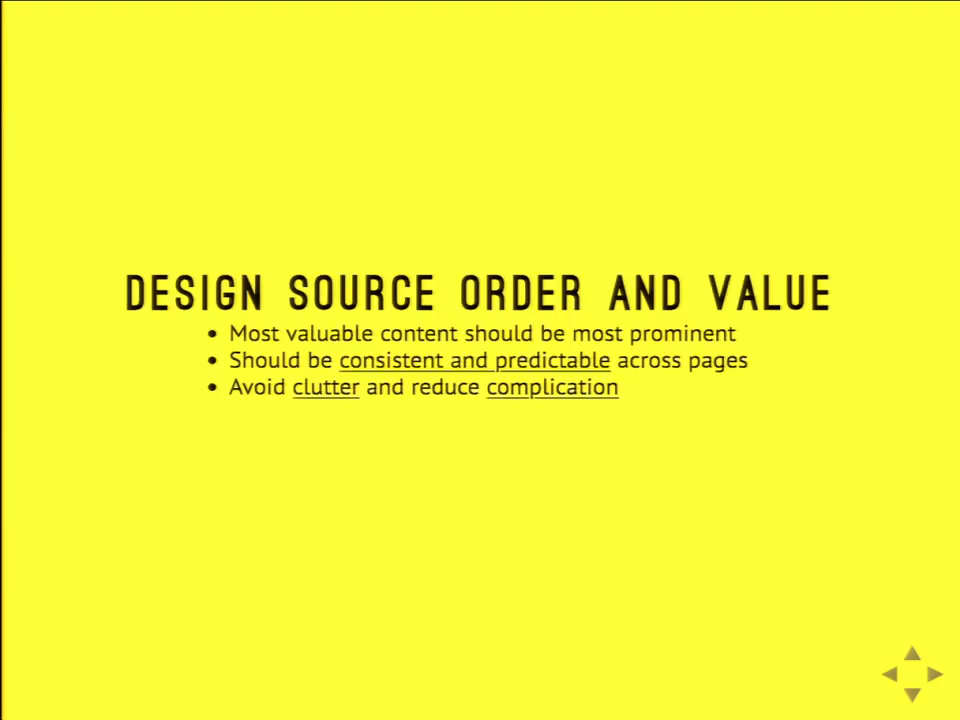 DESIGN SOURCE ORDER AND VALUE
• Most valuable content should be most prominent
• Should be consistent and predictable across pages
• Avoid clutter and reduce complication